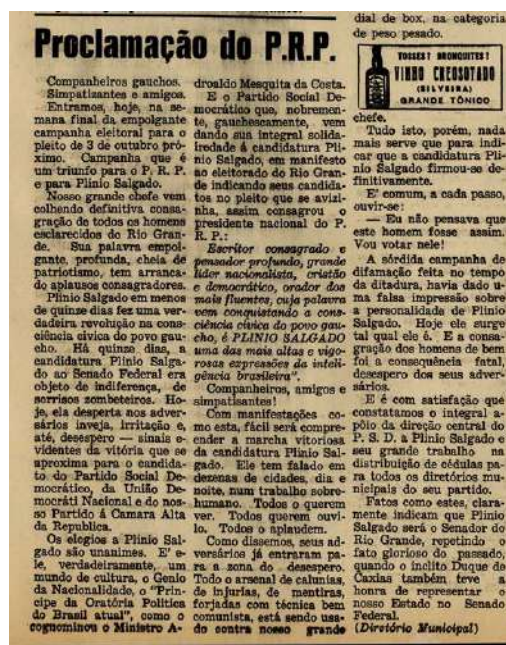 Proclamação do P.R.P.
Companheiros gauchos.
Simpatizantes e amigos.
Entramos, hoje, na se-
mana final da empolgante
campanha eleitoral para o
pleito de 3 de outubro pró-
ximo. Campanha que é
um triunfo para o P. R. P.
e para Plinio Salgado.
Nosso grande chefe vem
colhendo definitiva consa-
gração de todos os homens
esclarecidos do Rio Gran-
de. Sua palavra empol-
gante, profunda, cheia de
patriotismo, tem arranca-
do aplausos consagradores.
Plinio Salgado em menos
de quinze dias fez uma ver-
dadeira revolução na cons-
ciência civica do povo gau-
cho. Há quinze dias, a
candidatura Plinio Salga-
do ao Senado Federal era
objeto de indiferença, de
sorrisos zombeteiros. Ho-
je, ela desperta nos adver-
sários inveja, irritação e,
até, desespero — sinais e-
videntes da vitória que se
aproxima para o candida-
to do Partido Social De-
mocrático, da União De-
mocráti Nacional e do nos-
so Partido á Camara Alta
da Republica.
Os elogios a Plinio Sal-
gado são unanimes. E' e-
le, verdadeiramente, um
mundo de cultura, o Genio
da Nacionalidade, o "Prin-
cipe da Oratória Politica
do Brasil atual", como o
cognominou o Ministro A-
droaldo Mesquita da Costa.
E o Partido Social De-
mocrático que, nobremen-
te, gauchescamente, vem
dando sua integral solida-
iredade á candidatura Pli-
nio Salgado, em manifesto
ao eleitorado do Rio Gran-
de indicando seus candida-
tos no pleito que se avizi-
nha, assim consagrou o
presidente nacional do P.
R. P.:
Escritor consagrado e
pensador profundo, grande
lider nacionalista, cristão
e democrático, orador dos
mais fluentes, cuja palavra
vem conquistando a cons-
ciência civica do povo gau-
cho, é PLINIO SALGADO
uma das mais altas e vigo-
rosas expressões da inteli-
gência brasileira".
Companheiros, amigos e
simpatisantes!
Com manifestações co-
mo esta, fácil será compre-
ender a marcha vitoriosa
da candidatura Plinio Sal-
gado. Ele tem falado em
dezenas de cidades, dia e
noite, num trabalho sobre-
humano. Todos o querem
ver. Todos querem ouvi-
lo. Todos o aplaudem.
Como dissemos, seus ad-
versários já entraram pa-
ra a zona do desespero.
Todo o arsenal de calunias,
de injurias, de mentiras,
forjadas com técnica bem
comunista, está sendo usa-
do contra nosso grande
dial de box, na categoria
de peso pesado.
TOSSES? BRONQUITES?
VINHO CREOSOTADO
(SILVEIRA)
GRANDE TÔNICO
chefe.
Tudo isto, porém, nada
mais serve que para indi-
car que a candidatura Pli-
nio Salgado firmou-se de-
finitivamente.
E' comum, a cada passo,
ouvir-se:
— Eu não pensava que
este homem fosse assim.
Vou votar nele!
A sórdida campanha de
difamação feita no tempo
da ditadura, havia dado u-
ma falsa impressão sobre
a personalidade de Plinio
Salgado. Hoje ele surge
tal qual ele é. E a consa-
gração dos homens de bem
foi a consequência fatal,
desespero dos seus adver-
sários.
E é com satisfação que
constatamos o integral a-
pôio da direção central do
P. S. D. a Plinio Salgado e
seu grande trabalho na
distribuição de cédulas pa-
ra todos os diretórios mu-
nicipais do seu partido.
Fatos como estes, clara-
mente indicam que Plinio
Salgado será o Senador do
Rio Grande, repetindo o
fato glorioso do passado,
quando o inclito Duque de
Caxias também teve a
honra de representar o
nosso Estado no Senado
Federal.
(Diretório Municipal)